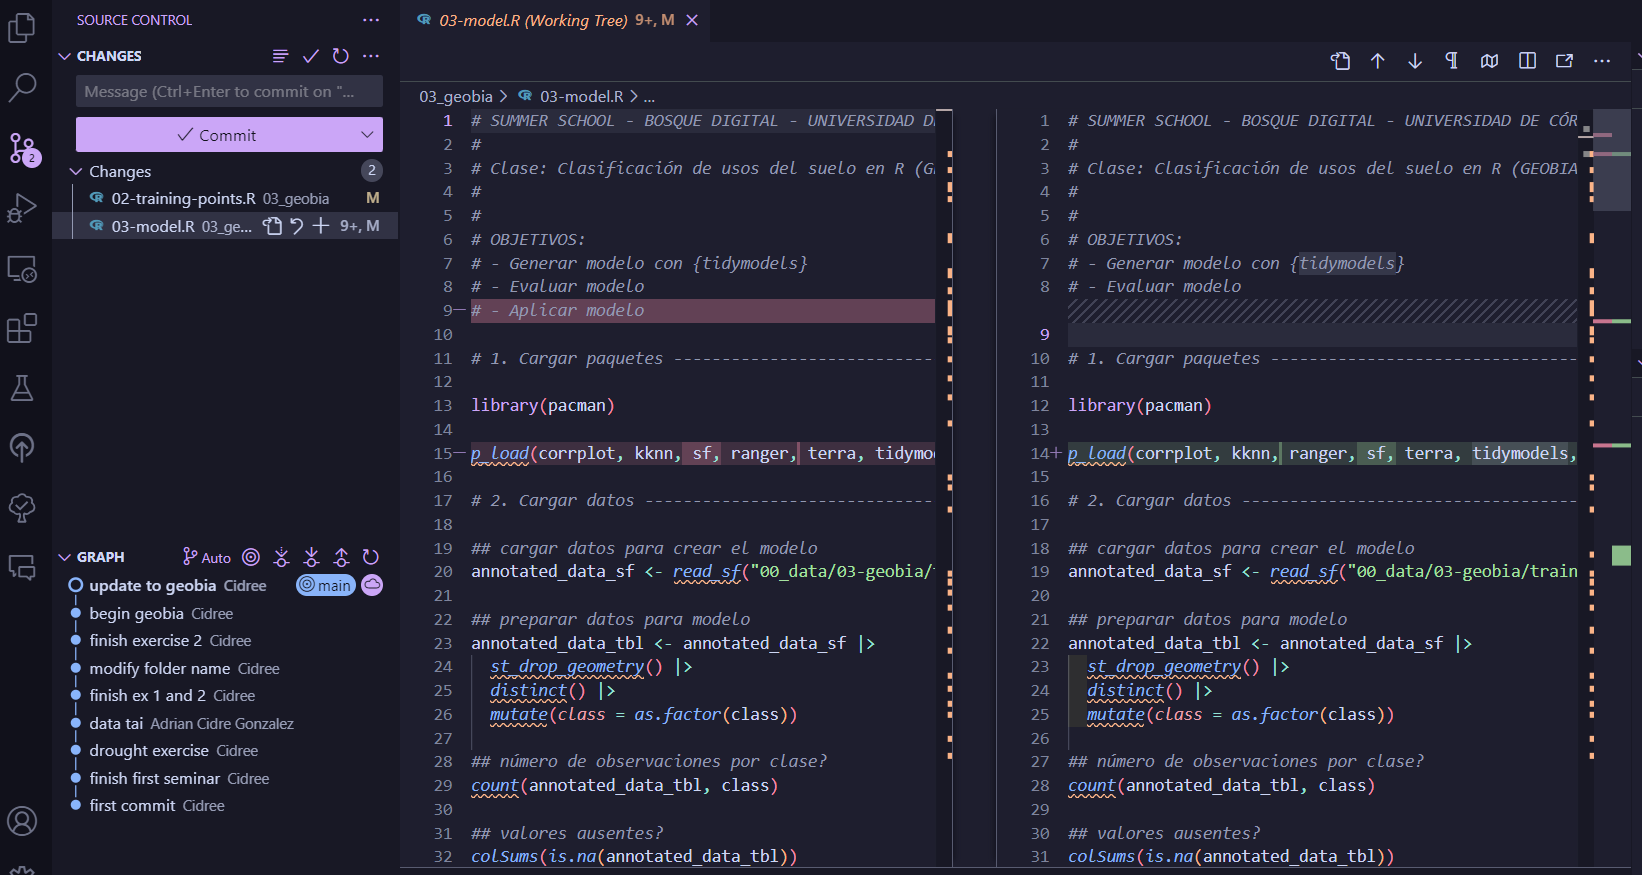 SOURCE CONTROL
CHANGES
Message (Ctrl+Enter to commit on "...
Commit
Changes 2
02-training-points.R 03_geobia M
03-model.R 03_ge... 9+, M
2
GRAPH Auto
update to geobia Cidree main
begin geobia Cidree
finish exercise 2 Cidree
modify folder name Cidree
finish ex 1 and 2 Cidree
data tai Adrian Cidre Gonzalez
drought exercise Cidree
finish first seminar Cidree
first commit Cidree
03-model.R (Working Tree) 9+, M
03_geobia > 03-model.R > ...
1 # SUMMER SCHOOL - BOSQUE DIGITAL - UNIVERSIDAD D
2 #
3 # Clase: Clasificación de usos del suelo en R (G
4 #
5 #
6 # OBJETIVOS:
7 # - Generar modelo con {tidymodels}
8 # - Evaluar modelo
9— # - Aplicar modelo
10
11 # 1. Cargar paquetes ---------------------------
12
13 library(pacman)
14
15— p_load(corrplot, kknn, sf, ranger, terra, tidymo
16
17 # 2. Cargar datos ------------------------------
18
19 ## cargar datos para crear el modelo
20 annotated_data_sf <- read_sf("00_data/03-geobia/
21
22 ## preparar datos para modelo
23 annotated_data_tbl <- annotated_data_sf |>
24 st_drop_geometry() |>
25 distinct() |>
26 mutate(class = as.factor(class))
27
28 ## número de observaciones por clase?
29 count(annotated_data_tbl, class)
30
31 ## valores ausentes?
32 colSums(is.na(annotated_data_tbl))
1 # SUMMER SCHOOL - BOSQUE DIGITAL - UNIVERSIDAD DE CÓR
2 #
3 # Clase: Clasificación de usos del suelo en R (GEOBIA
4 #
5 #
6 # OBJETIVOS:
7 # - Generar modelo con {tidymodels}
8 # - Evaluar modelo
9
10 # 1. Cargar paquetes --------------------------------
11
12 library(pacman)
13
14+ p_load(corrplot, kknn, ranger, sf, terra, tidymodels,
15
16 # 2. Cargar datos -----------------------------------
17
18 ## cargar datos para crear el modelo
19 annotated_data_sf <- read_sf("00_data/03-geobia/train
20
21 ## preparar datos para modelo
22 annotated_data_tbl <- annotated_data_sf |>
23 st_drop_geometry() |>
24 distinct() |>
25 mutate(class = as.factor(class))
26
27 ## número de observaciones por clase?
28 count(annotated_data_tbl, class)
29
30 ## valores ausentes?
31 colSums(is.na(annotated_data_tbl))